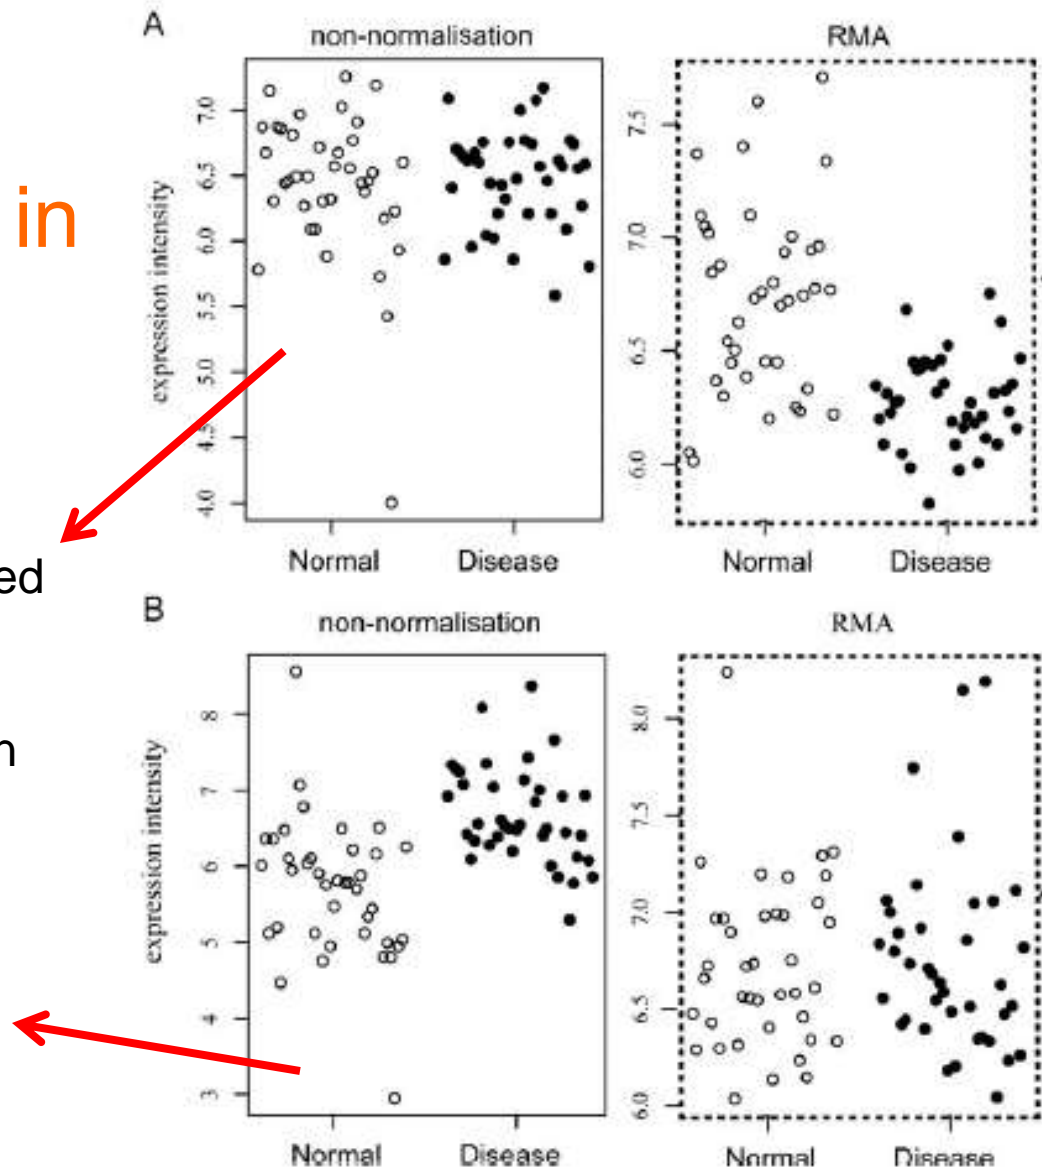 in
ed
n
A
non-normalisation
RMA
expression intensity
7.0
6.5
6.0
5.5
5.0
4.5
4.0
7.5
7.0
6.5
6.0
Normal
Disease
Normal
Disease
B
non-normalisation
RMA
expression intensity
8
7
6
5
4
3
8.0
7.5
7.0
6.5
6.0
Normal
Disease
Normal
Disease